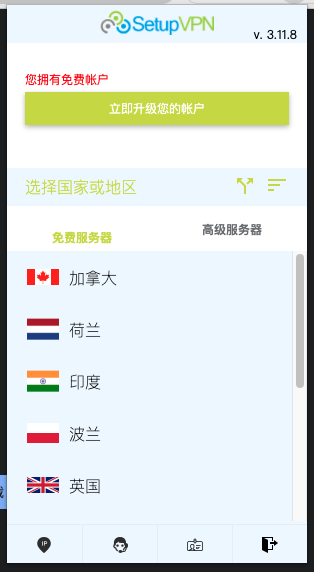 SetupVPN
v. 3.11.8
您拥有免费帐户
立即升级您的帐户
选择国家或地区
免费服务器
高级服务器
加拿大
荷兰
印度
波兰
英国
IP